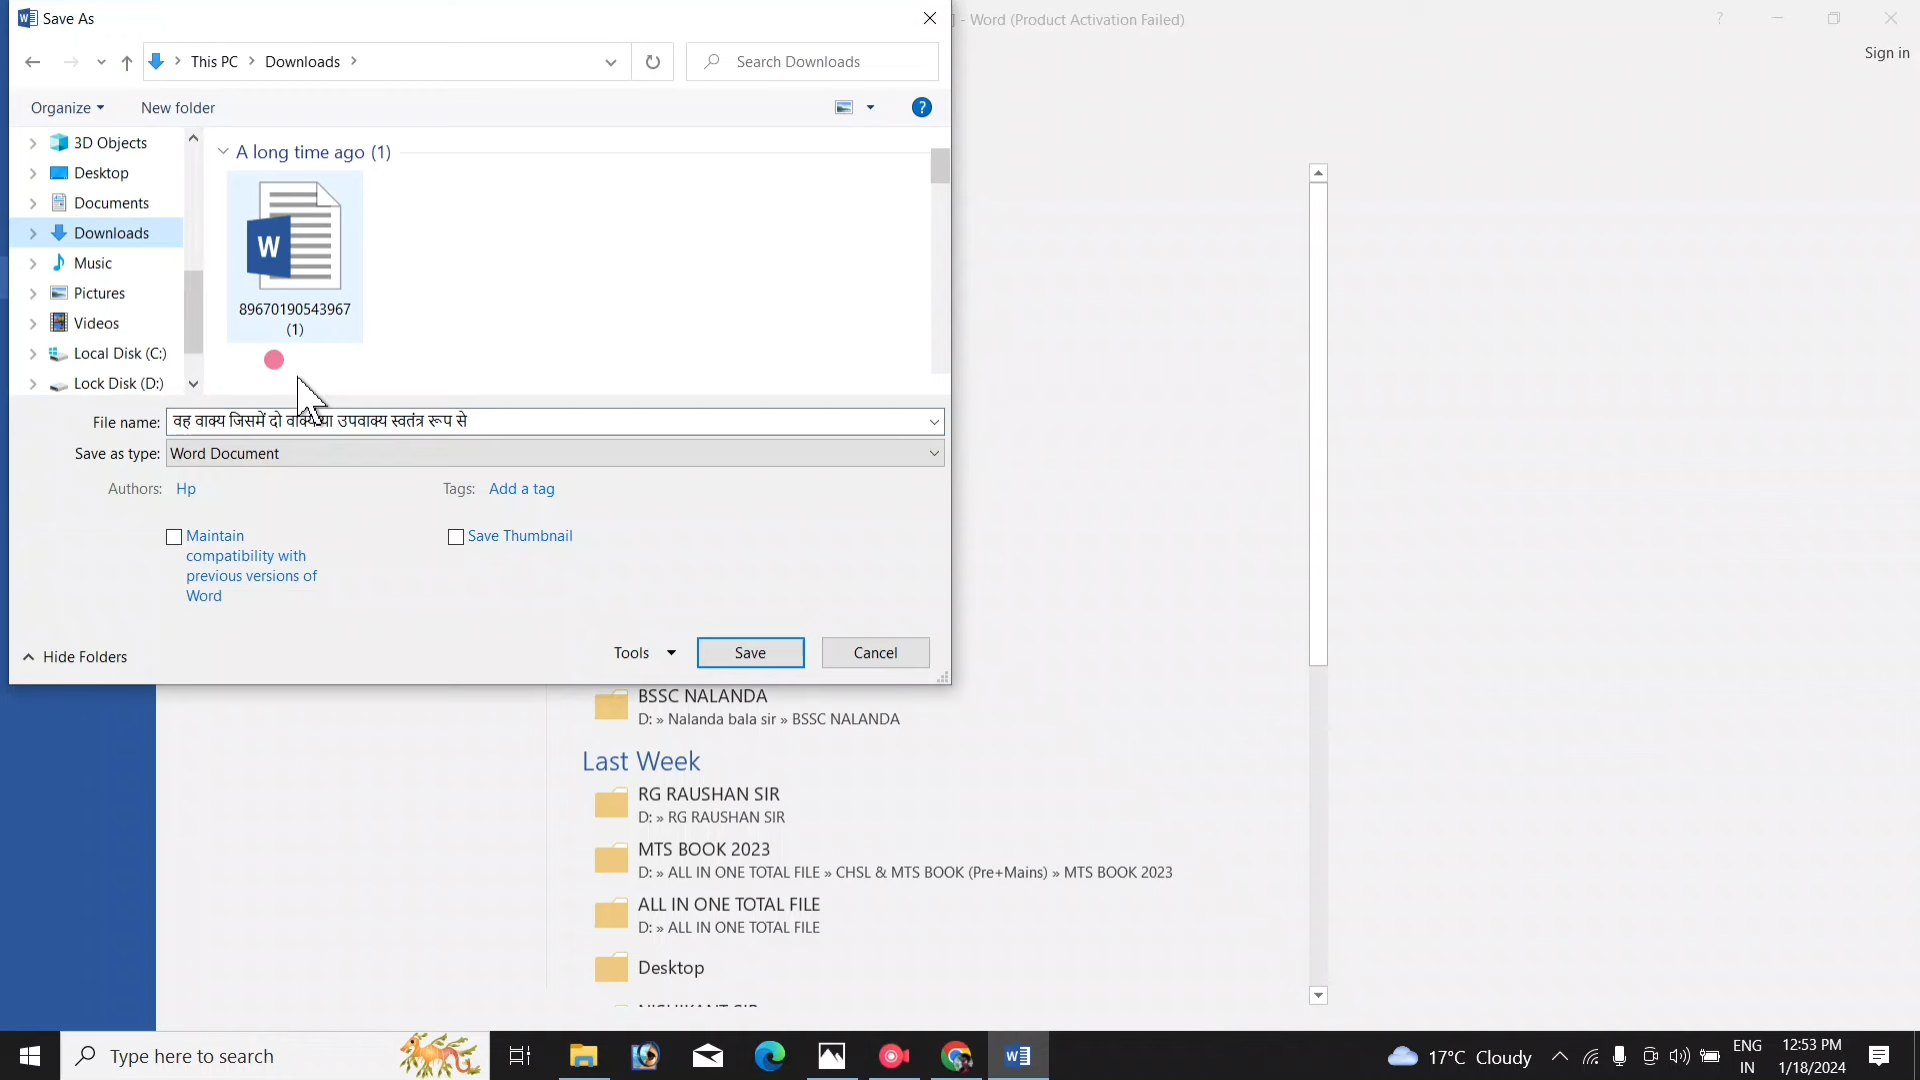 Save As
] - Word (Product Activation Failed)
?
Sign in
This PC
Downloads
Search Downloads
Organize
New folder
?
3D Objects
Desktop
Documents
Downloads
Music
Pictures
Videos
Local Disk (C:)
Lock Disk (D:)
A long time ago (1)
W
89670190543967
(1)
File name: वह वाक्य जिसमें दो वाक्य या उपवाक्य स्वतंत्र रूप से
Save as type: Word Document
Authors: Hp
Tags: Add a tag
Maintain
compatibility with
previous versions of
Word
Save Thumbnail
Hide Folders
Tools
Save
Cancel
BSSC NALANDA
D: » Nalanda bala sir » BSSC NALANDA
Last Week
RG RAUSHAN SIR
D: » RG RAUSHAN SIR
MTS BOOK 2023
D: » ALL IN ONE TOTAL FILE » CHSL & MTS BOOK (Pre+Mains) » MTS BOOK 2023
ALL IN ONE TOTAL FILE
D: » ALL IN ONE TOTAL FILE
Desktop
Type here to search
17°C Cloudy
ENG
IN
12:53 PM
1/18/2024